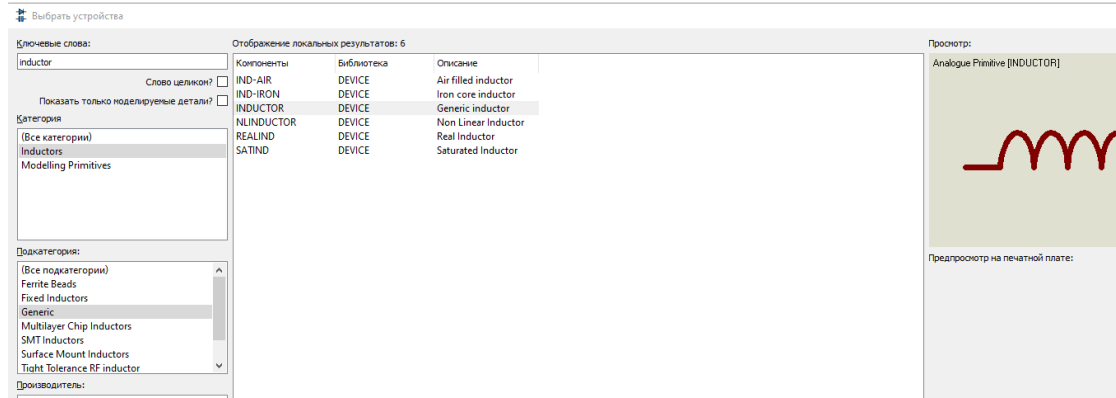 Выбрать устройства
Ключевые слова:
inductor
Слово целиком?
Показать только моделируемые детали?
Категория
(Все категории)
Inductors
Modelling Primitives
Подкатегория:
(Все подкатегории)
Ferrite Beads
Fixed Inductors
Generic
Multilayer Chip Inductors
SMT Inductors
Surface Mount Inductors
Tight Tolerance RF inductor
Производитель:
Отображение локальных результатов: 6
Компоненты Библиотека Описание
IND-AIR DEVICE Air filled inductor
IND-IRON DEVICE Iron core inductor
INDUCTOR DEVICE Generic inductor
NLINDUCTOR DEVICE Non Linear Inductor
REALIND DEVICE Real Inductor
SATIND DEVICE Saturated Inductor
Просмотр:
Analogue Primitive [INDUCTOR]
Предпросмотр на печатной плате: